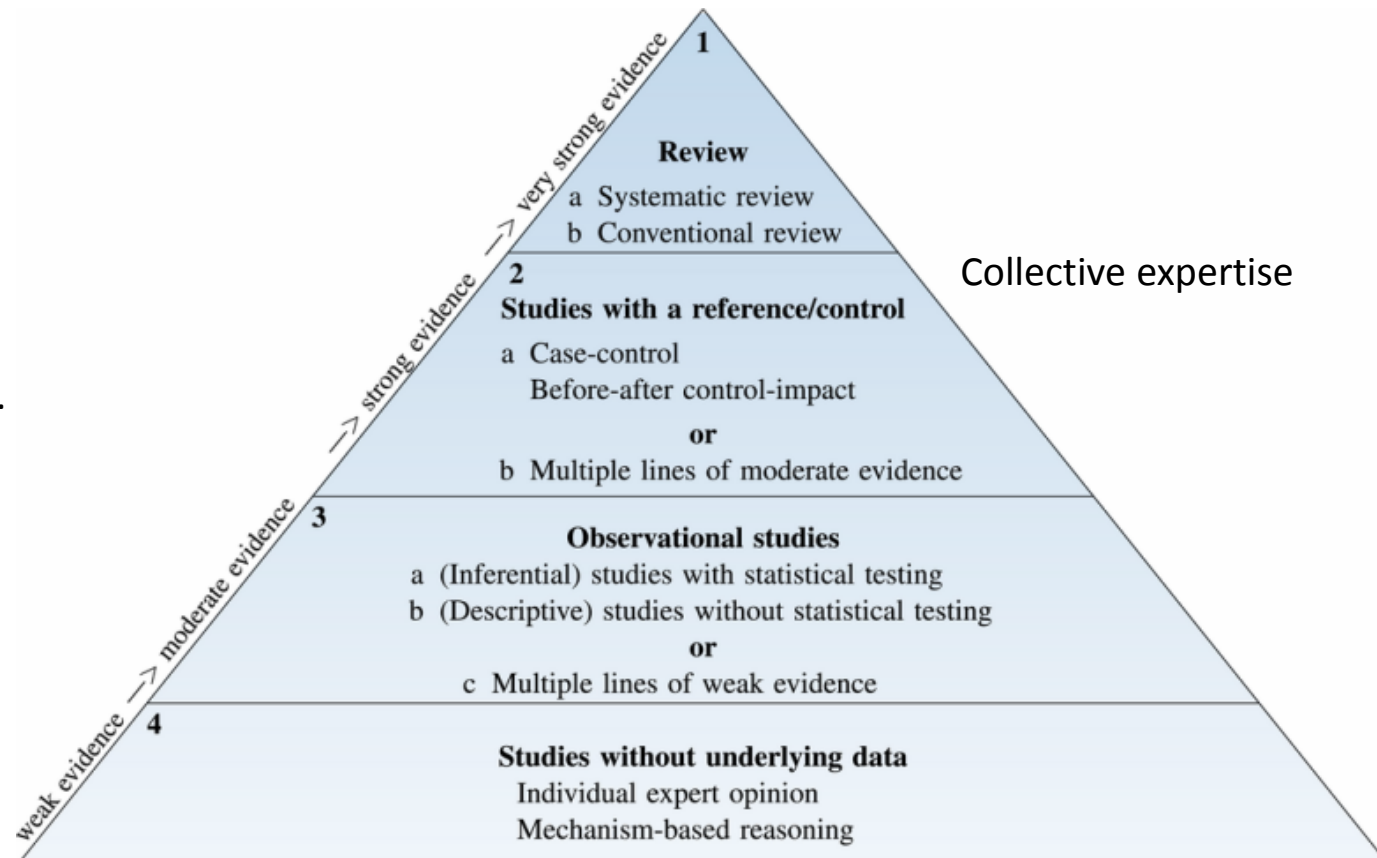 1
Review
a Systematic review
b Conventional review
2
Studies with a reference/control
a Case-control
Before-after control-impact
or
b Multiple lines of moderate evidence
3
Observational studies
a (Inferential) studies with statistical testing
b (Descriptive) studies without statistical testing
or
c Multiple lines of weak evidence
4
Studies without underlying data
Individual expert opinion
Mechanism-based reasoning
weak evidence --> moderate evidence --> strong evidence --> very strong evidence
Collective expertise
.